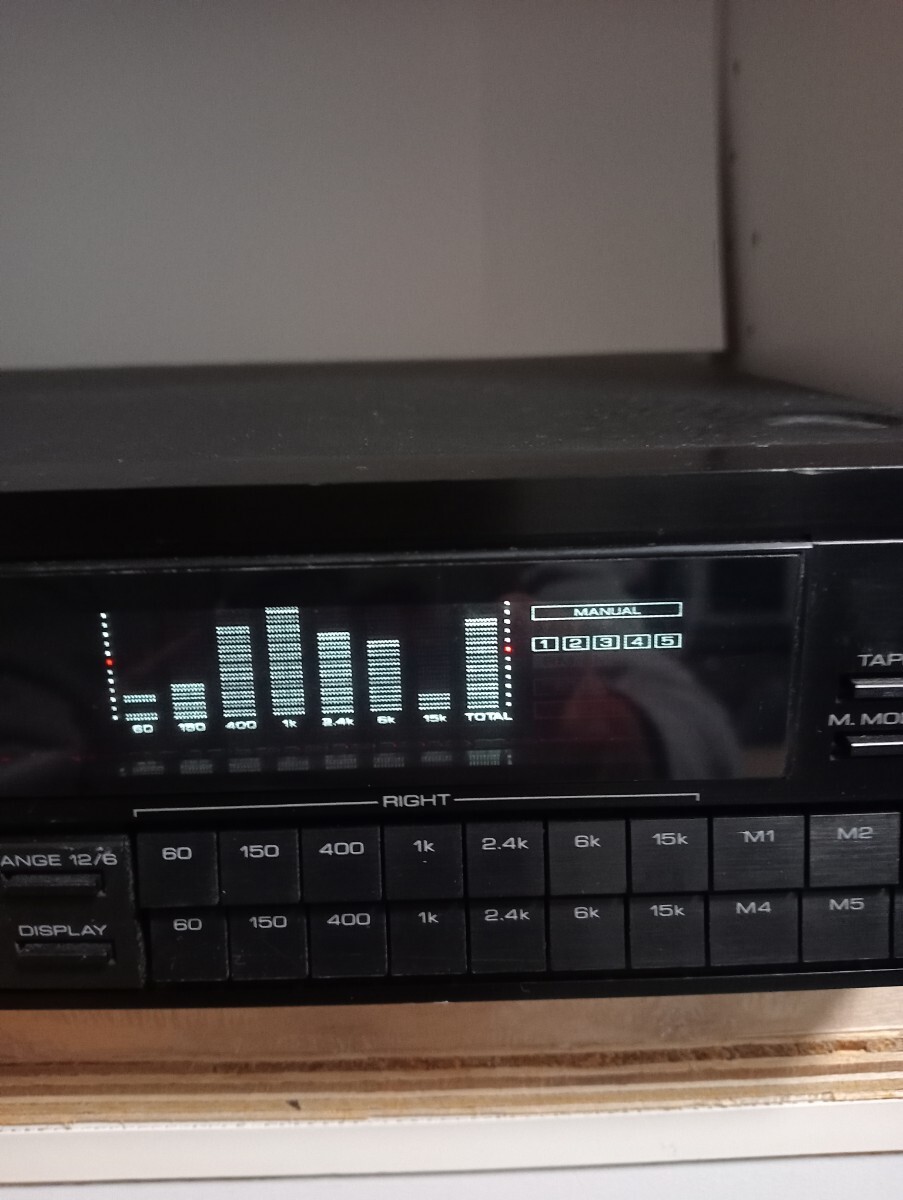 MANUAL
1 2 3 4 5
60 150 400 1k 2.4k 6k 15k TOTAL
TAP
M. MO
RIGHT
ANGE 12/6
60 150 400 1k 2.4k 6k 15k M1 M2
DISPLAY
60 150 400 1k 2.4k 6k 15k M4 M5